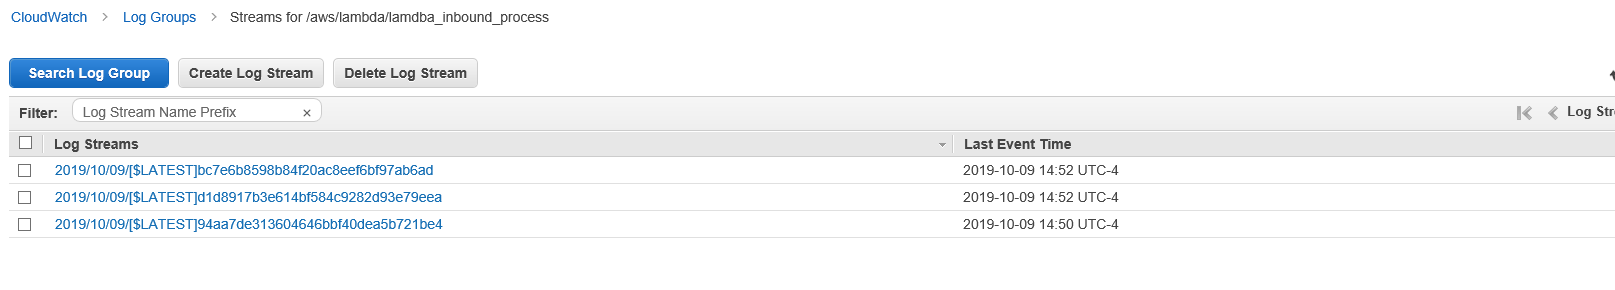 CloudWatch > Log Groups > Streams for /aws/lambda/lamdba_inbound_process
Search Log Group Create Log Stream Delete Log Stream
Filter: Log Stream Name Prefix × Log Stre
Log Streams Last Event Time
2019/10/09/[$LATEST]bc7e6b8598b84f20ac8eef6bf97ab6ad 2019-10-09 14:52 UTC-4
2019/10/09/[$LATEST]d1d8917b3e614bf584c9282d93e79eea 2019-10-09 14:52 UTC-4
2019/10/09/[$LATEST]94aa7de313604646bbf40dea5b721be4 2019-10-09 14:50 UTC-4